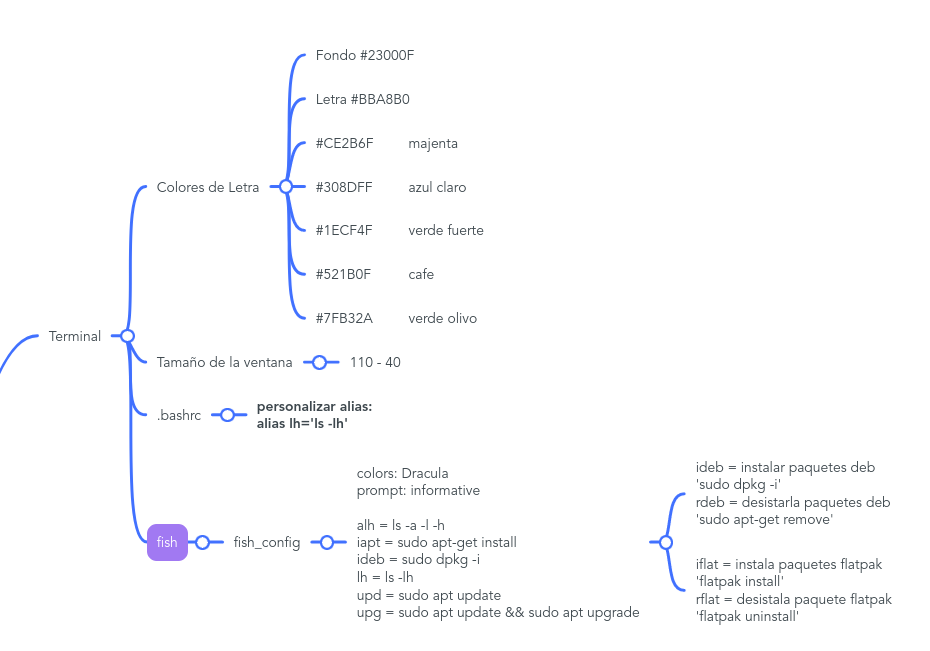 Terminal
Colores de Letra
Fondo #23000F
Letra #BBA8B0
#CE2B6F majenta
#308DFF azul claro
#1ECF4F verde fuerte
#521B0F cafe
#7FB32A verde olivo
Tamaño de la ventana
110 - 40
.bashrc
personalizar alias:
alias lh='ls -lh'
fish
fish_config
colors: Dracula
prompt: informative
alh = ls -a -l -h
iapt = sudo apt-get install
ideb = sudo dpkg -i
lh = ls -lh
upd = sudo apt update
upg = sudo apt update && sudo apt upgrade
ideb = instalar paquetes deb
'sudo dpkg -i'
rdeb = desistarla paquetes deb
'sudo apt-get remove'
iflat = instala paquetes flatpak
'flatpak install'
rflat = desistala paquete flatpak
'flatpak uninstall'